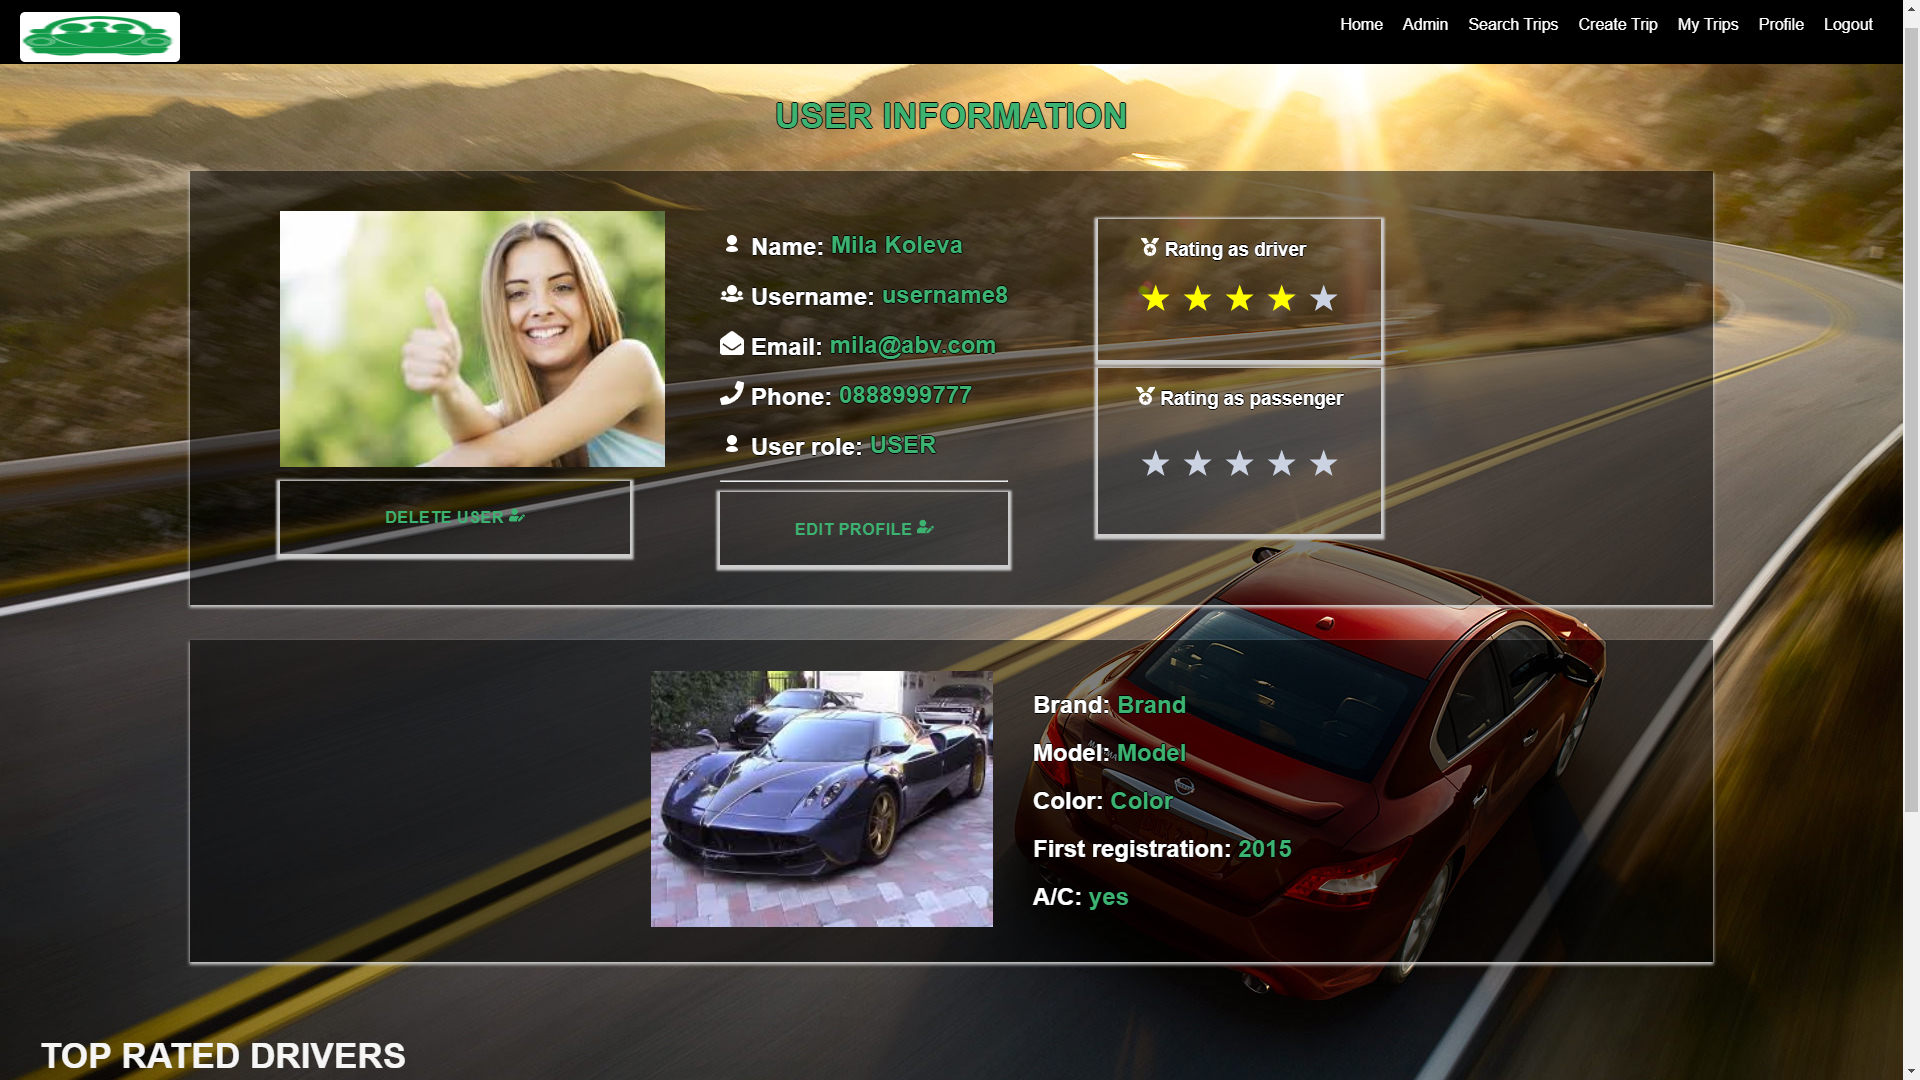 Home Admin Search Trips Create Trip My Trips Profile Logout
USER INFORMATION
Name: Mila Koleva
Username: username8
Email: mila@abv.com
Phone: 0888999777
User role: USER
DELETE USER
EDIT PROFILE
Rating as driver
Rating as passenger
Brand: Brand
Model: Model
Color: Color
First registration: 2015
A/C: yes
TOP RATED DRIVERS